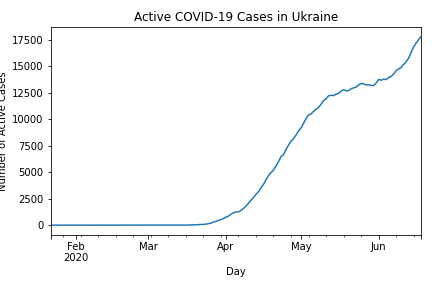 Active COVID-19 Cases in Ukraine
Number of Active Cases
17500
15000
12500
10000
7500
5000
2500
0
Feb Mar Apr May Jun
2020
Day